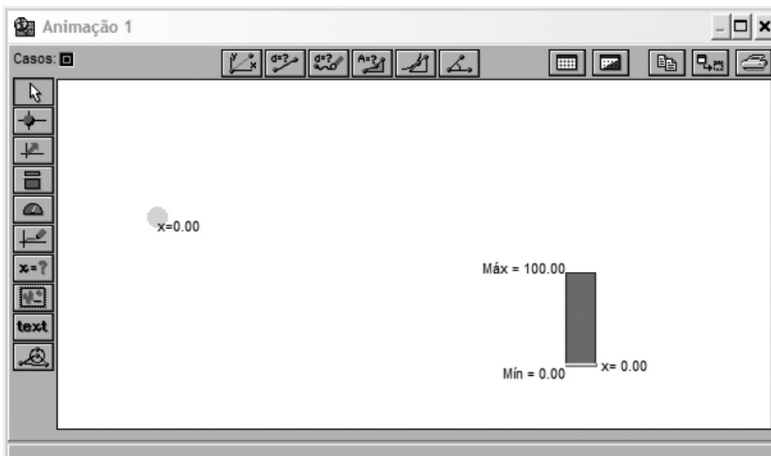 Animação 1
Casos:
y x d=? d=? A=?
x=?
text
x=0.00
Máx = 100.00
Mín = 0.00
x= 0.00